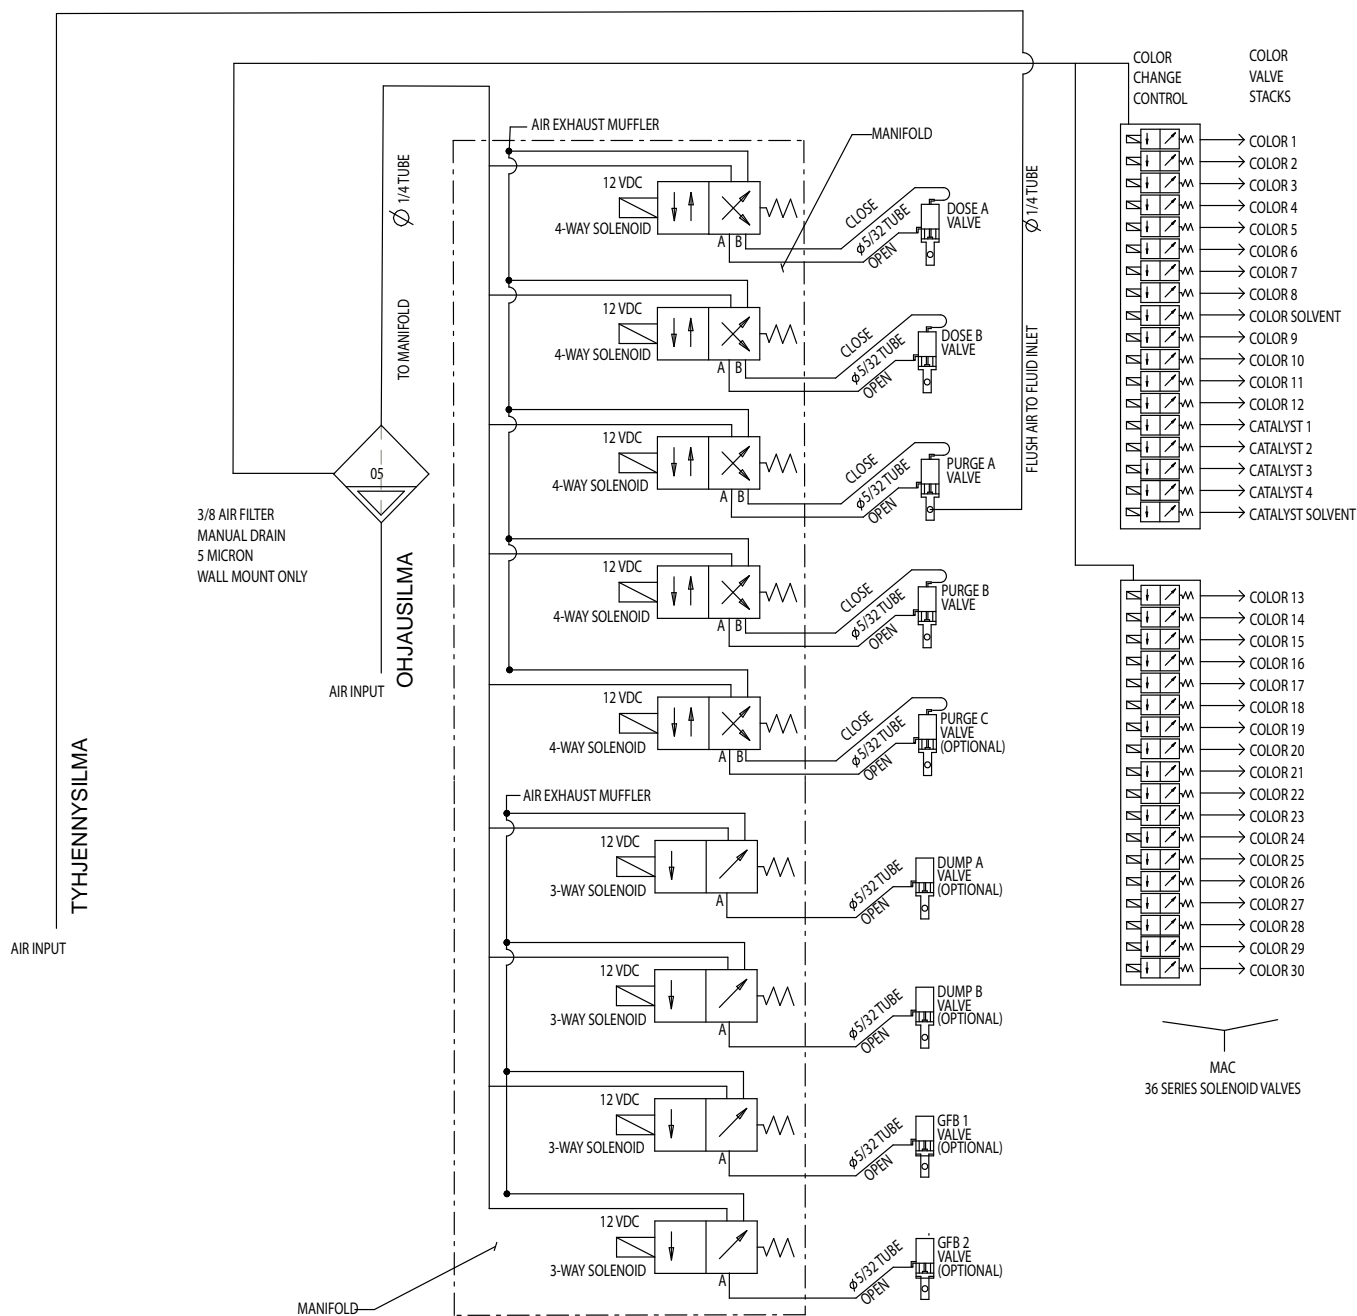 COLOR
CHANGE
CONTROL
COLOR
VALVE
STACKS
AIR EXHAUST MUFFLER
MANIFOLD
Ø 1/4 TUBE
TO MANIFOLD
05
3/8 AIR FILTER
MANUAL DRAIN
5 MICRON
WALL MOUNT ONLY
OHJAUSILMA
AIR INPUT
TYHJENNYSILMA
AIR INPUT
12 VDC
4-WAY SOLENOID
A B
CLOSE
Ø5/32 TUBE
OPEN
DOSE A
VALVE
12 VDC
4-WAY SOLENOID
A B
CLOSE
Ø5/32 TUBE
OPEN
DOSE B
VALVE
12 VDC
4-WAY SOLENOID
A B
CLOSE
Ø5/32 TUBE
OPEN
PURGE A
VALVE
12 VDC
4-WAY SOLENOID
A B
CLOSE
Ø5/32 TUBE
OPEN
PURGE B
VALVE
12 VDC
4-WAY SOLENOID
A B
CLOSE
Ø5/32 TUBE
OPEN
PURGE C
VALVE
(OPTIONAL)
AIR EXHAUST MUFFLER
12 VDC
3-WAY SOLENOID
A
Ø5/32 TUBE
OPEN
DUMP A
VALVE
(OPTIONAL)
12 VDC
3-WAY SOLENOID
A
Ø5/32 TUBE
OPEN
DUMP B
VALVE
(OPTIONAL)
12 VDC
3-WAY SOLENOID
A
Ø5/32 TUBE
OPEN
GFB 1
VALVE
(OPTIONAL)
12 VDC
3-WAY SOLENOID
A
Ø5/32 TUBE
OPEN
GFB 2
VALVE
(OPTIONAL)
MANIFOLD
Ø 1/4 TUBE
FLUSH AIR TO FLUID INLET
COLOR 1
COLOR 2
COLOR 3
COLOR 4
COLOR 5
COLOR 6
COLOR 7
COLOR 8
COLOR SOLVENT
COLOR 9
COLOR 10
COLOR 11
COLOR 12
CATALYST 1
CATALYST 2
CATALYST 3
CATALYST 4
CATALYST SOLVENT
COLOR 13
COLOR 14
COLOR 15
COLOR 16
COLOR 17
COLOR 18
COLOR 19
COLOR 20
COLOR 21
COLOR 22
COLOR 23
COLOR 24
COLOR 25
COLOR 26
COLOR 27
COLOR 28
COLOR 29
COLOR 30
MAC
36 SERIES SOLENOID VALVES